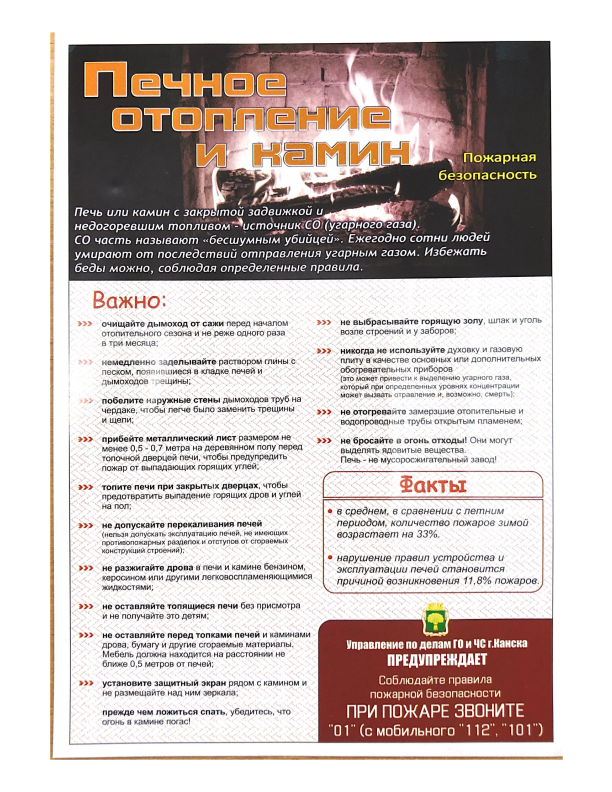 Печное
отопление
и камин
Пожарная
безопасность
Печь или камин с закрытой задвижкой и
недогоревшим топливом - источник СО (угарного газа).
СО часть называют «бесшумным убийцей». Ежегодно сотни людей
умирают от последствий отправления угарным газом. Избежать
беды можно, соблюдая определенные правила.
Важно:
>>> очищайте дымоход от сажи перед началом
отопительного сезона и не реже одного раза
в три месяца;
>>> немедленно заделывайте раствором глины с
песком, появившиеся в кладке печей и
дымоходов трещины;
>>> побелите наружные стены дымоходов труб на
чердаке, чтобы легче было заменить трещины
и щели;
>>> прибейте металлический лист размером не
менее 0,5 - 0,7 метра на деревянном полу перед
топочной дверцей печи, чтобы предупредить
пожар от выпадающих горящих углей;
>>> топите печи при закрытых дверцах, чтобы
предотвратить выпадение горящих дров и углей
на пол;
>>> не допускайте перекаливания печей
(нельзя допускать эксплуатацию печей, не имеющих
противопожарных разделок и отступов от сгораемых
конструкций строений);
>>> не разжигайте дрова в печи и камине бензином,
керосином или другими легковоспламеняющимися
жидкостями;
>>> не оставляйте топящиеся печи без присмотра
и не получайте это детям;
>>> не оставляйте перед топками печей и каминами
дрова, бумагу и другие сгораемые материалы.
Мебель должна находится на расстоянии не
ближе 0,5 метров от печей;
>>> установите защитный экран рядом с камином и
не размещайте над ним зеркала;
прежде чем ложиться спать, убедитесь, что
огонь в камине погас!
>>> не выбрасывайте горящую золу, шлак и уголь
возле строений и у заборов;
>>> никогда не используйте духовку и газовую
плиту в качестве основных или дополнительных
обогревательных приборов
(это может привести к выделению угарного газа,
который при определенных уровнях концентрации
может вызвать отравление и, возможно, смерть);
>>> не отогревайте замерзшие отопительные и
водопроводные трубы открытым пламенем;
>>> не бросайте в огонь отходы! Они могут
выделять ядовитые вещества.
Печь - не мусоросжигательный завод!
Факты
• в среднем, в сравнении с летним
периодом, количество пожаров зимой
возрастает на 33%.
• нарушение правил устройства и
эксплуатации печей становится
причиной возникновения 11,8% пожаров.
Управление по делам ГО и ЧС г.Канска
ПРЕДУПРЕЖДАЕТ
Соблюдайте правила
пожарной безопасности
ПРИ ПОЖАРЕ ЗВОНИТЕ
"01" (с мобильного "112", "101")